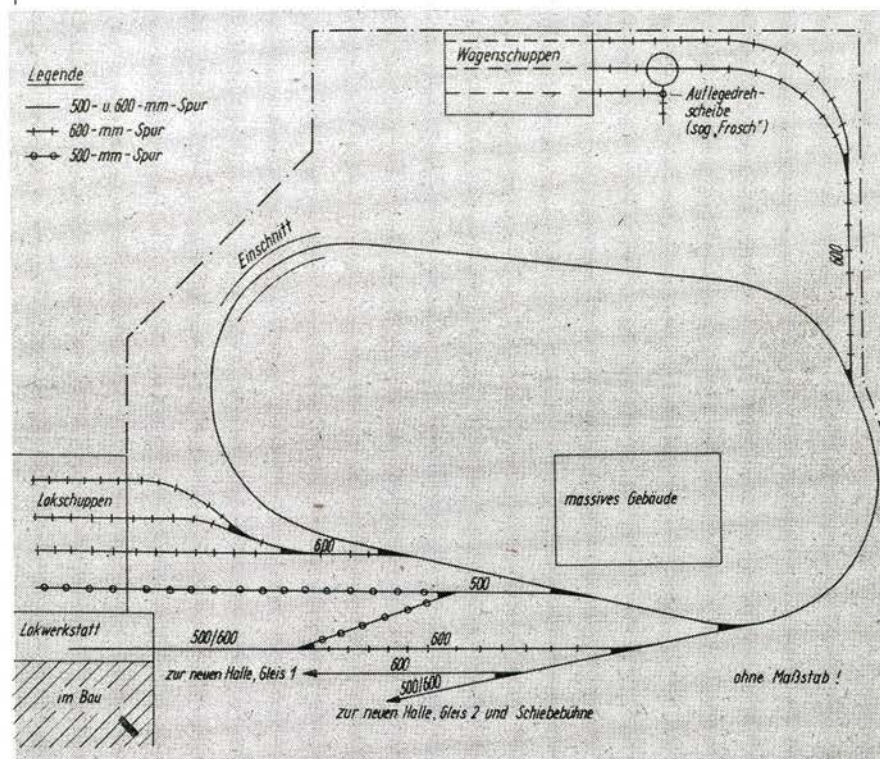 Legende
500- u. 600-mm-Spur
600-mm-Spur
500-mm-Spur
Wagenschuppen
Auflegedreh-
scheibe
(sog „Frosch")
Einschnitt
600
Lokschuppen
massives Gebäude
600
500
Lokwerkstatt
500/600
600
zur neuen Halle, Gleis 1
600
500/600
ohne Maßstab !
im Bau
zur neuen Halle, Gleis 2 und Schiebebühne